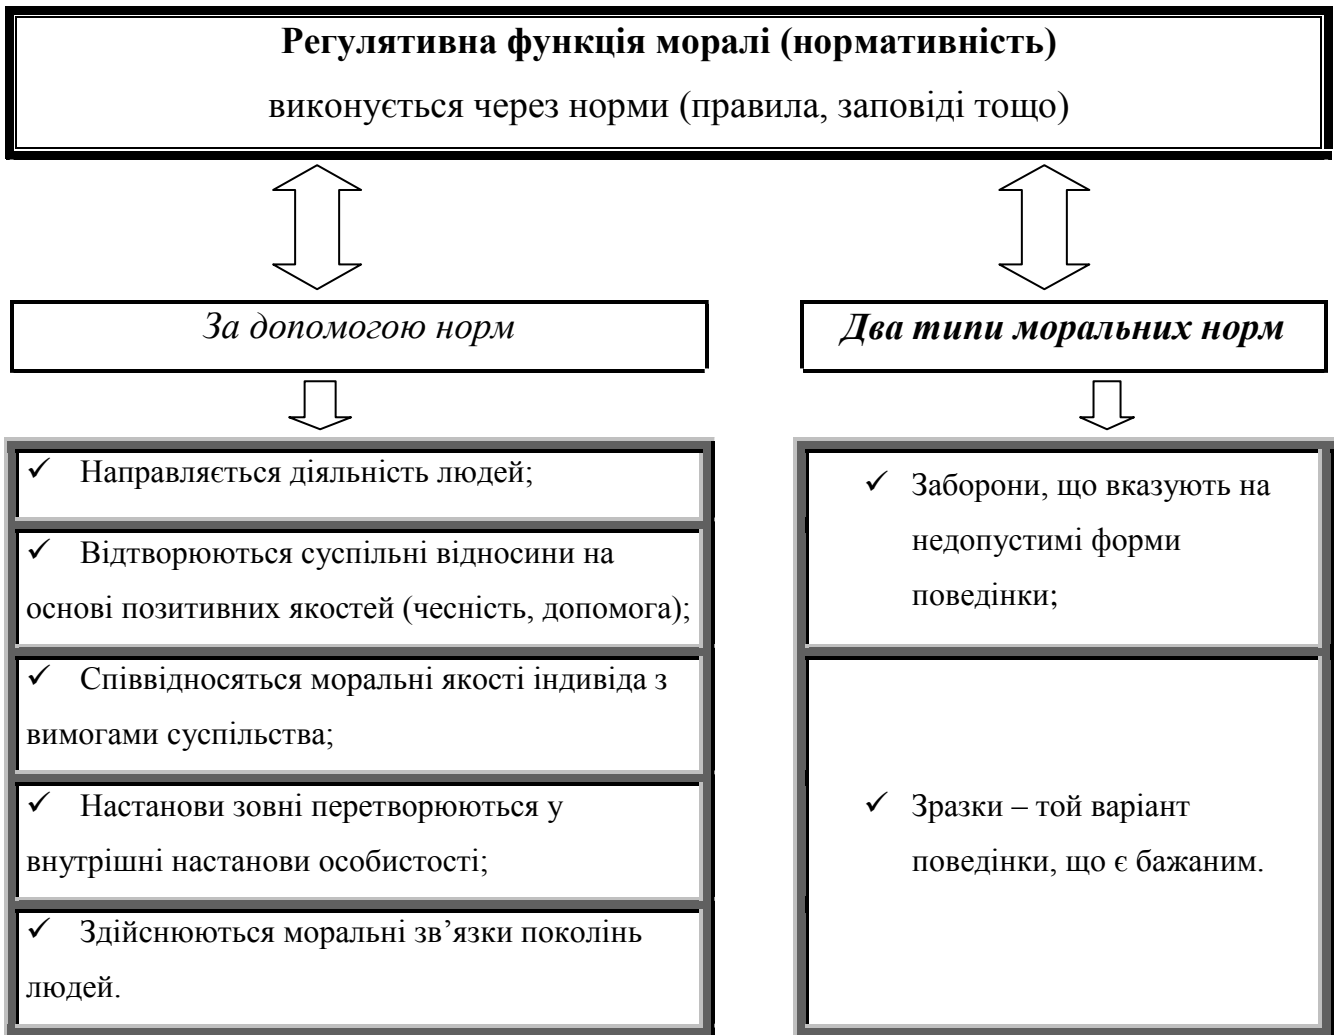 Регулятивна функція моралі (нормативність)
виконується через норми (правила, заповіді тощо)
За допомогою норм
✓ Направляється діяльність людей;
✓ Відтворюються суспільні відносини на
основі позитивних якостей (чесність, допомога);
✓ Співвідносяться моральні якості індивіда з
вимогами суспільства;
✓ Настанови зовні перетворюються у
внутрішні настанови особистості;
✓ Здійснюються моральні зв’язки поколінь
людей.
Два типи моральних норм
✓ Заборони, що вказують на
недопустимі форми
поведінки;
✓ Зразки – той варіант
поведінки, що є бажаним.